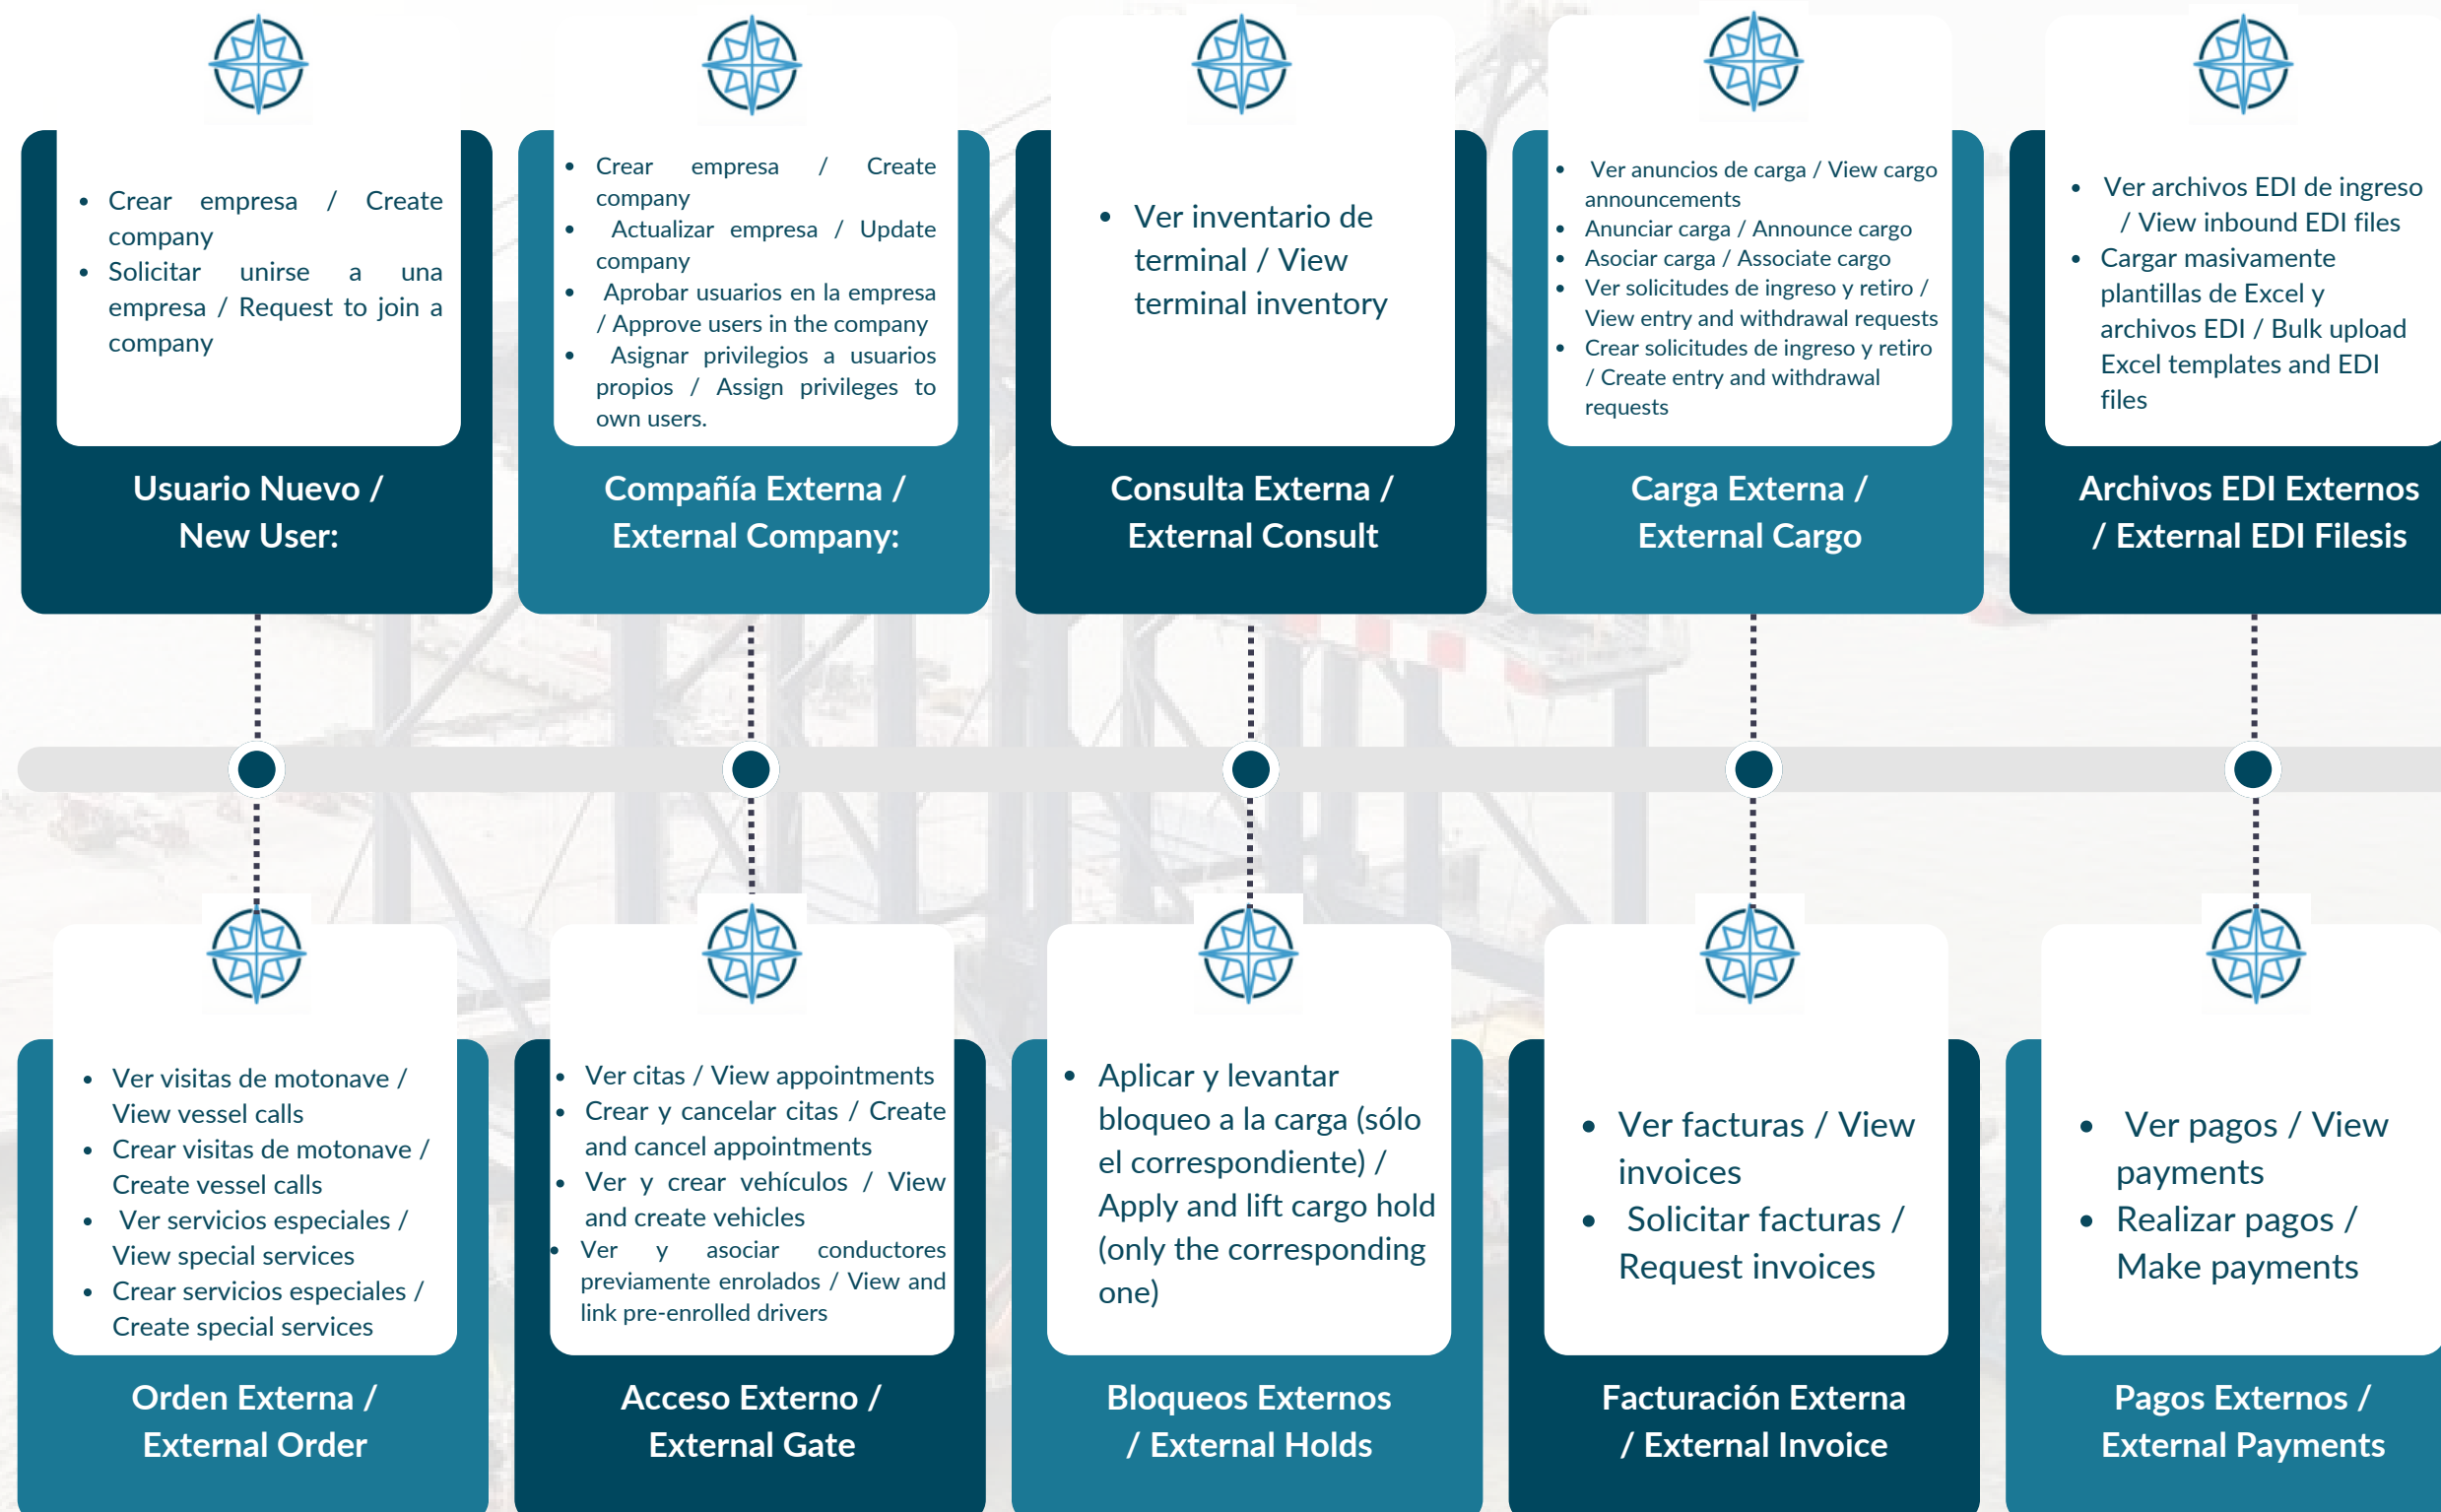 • Crear empresa / Create
company
• Solicitar unirse a una
empresa / Request to join a
company
Usuario Nuevo /
New User:
• Crear empresa / Create
company
• Actualizar empresa / Update
company
• Aprobar usuarios en la empresa
/ Approve users in the company
• Asignar privilegios a usuarios
propios / Assign privileges to
own users.
Compañía Externa /
External Company:
• Ver inventario de
terminal / View
terminal inventory
Consulta Externa /
External Consult
• Ver anuncios de carga / View cargo
announcements
• Anunciar carga / Announce cargo
• Asociar carga / Associate cargo
• Ver solicitudes de ingreso y retiro /
View entry and withdrawal requests
• Crear solicitudes de ingreso y retiro
/ Create entry and withdrawal
requests
Carga Externa /
External Cargo
• Ver archivos EDI de ingreso
/ View inbound EDI files
• Cargar masivamente
plantillas de Excel y
archivos EDI / Bulk upload
Excel templates and EDI
files
Archivos EDI Externos
/ External EDI Filesis
• Ver visitas de motonave /
View vessel calls
• Crear visitas de motonave /
Create vessel calls
• Ver servicios especiales /
View special services
• Crear servicios especiales /
Create special services
Orden Externa /
External Order
• Ver citas / View appointments
• Crear y cancelar citas / Create
and cancel appointments
• Ver y crear vehículos / View
and create vehicles
• Ver y asociar conductores
previamente enrolados / View and
link pre-enrolled drivers
Acceso Externo /
External Gate
• Aplicar y levantar
bloqueo a la carga (sólo
el correspondiente) /
Apply and lift cargo hold
(only the corresponding
one)
Bloqueos Externos
/ External Holds
• Ver facturas / View
invoices
• Solicitar facturas /
Request invoices
Facturación Externa
/ External Invoice
• Ver pagos / View
payments
• Realizar pagos /
Make payments
Pagos Externos /
External Payments